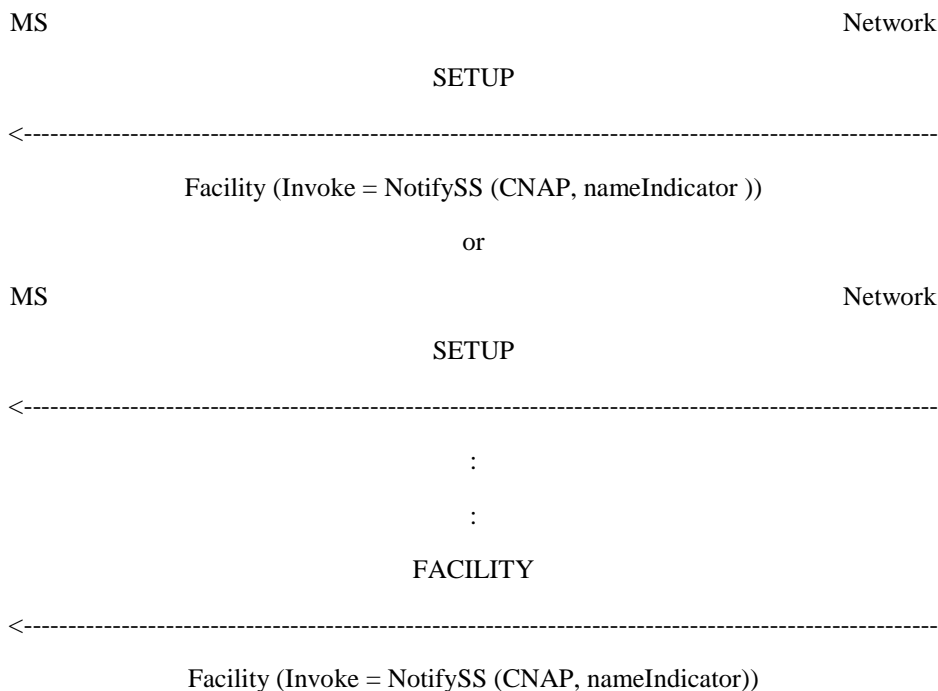 MS Network
SETUP
<------------------------------------------------------------------------------------------------------
Facility (Invoke = NotifySS (CNAP, nameIndicator ))
or
MS Network
SETUP
<------------------------------------------------------------------------------------------------------
:
:
FACILITY
<------------------------------------------------------------------------------------------------------
Facility (Invoke = NotifySS (CNAP, nameIndicator))